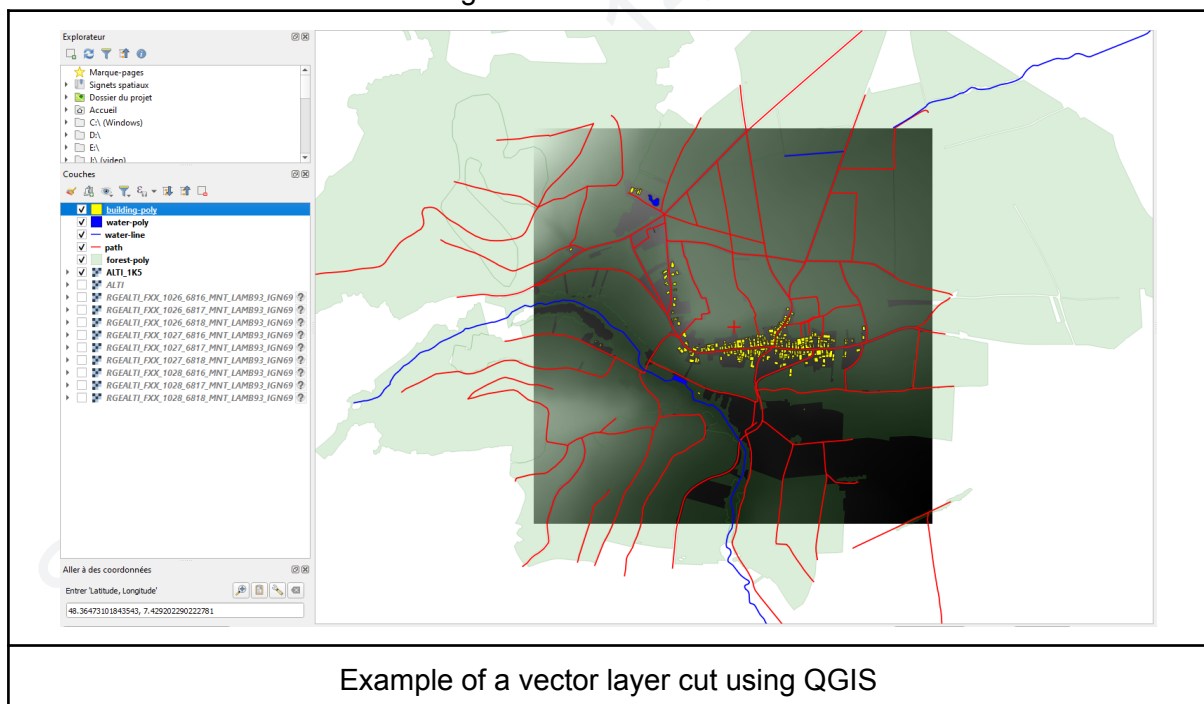 Explorateur
Marque-pages
Signets spatiaux
Dossier du projet
Accueil
C:\ (Windows)
D:\
E:\
Couches
building-poly
water-poly
water-line
path
forest-poly
ALTI_1K5
ALTI
RGEALTI_FXX_1026_6816_MNT_LAMB93_IGN69 ?
RGEALTI_FXX_1026_6817_MNT_LAMB93_IGN69 ?
RGEALTI_FXX_1026_6818_MNT_LAMB93_IGN69 ?
RGEALTI_FXX_1027_6816_MNT_LAMB93_IGN69 ?
RGEALTI_FXX_1027_6817_MNT_LAMB93_IGN69 ?
RGEALTI_FXX_1027_6818_MNT_LAMB93_IGN69 ?
RGEALTI_FXX_1028_6816_MNT_LAMB93_IGN69 ?
RGEALTI_FXX_1028_6817_MNT_LAMB93_IGN69 ?
RGEALTI_FXX_1028_6818_MNT_LAMB93_IGN69 ?
Aller à des coordonnées
Entrer 'Latitude, Longitude'
48.36473101843543, 7.429202290222781
Example of a vector layer cut using QGIS